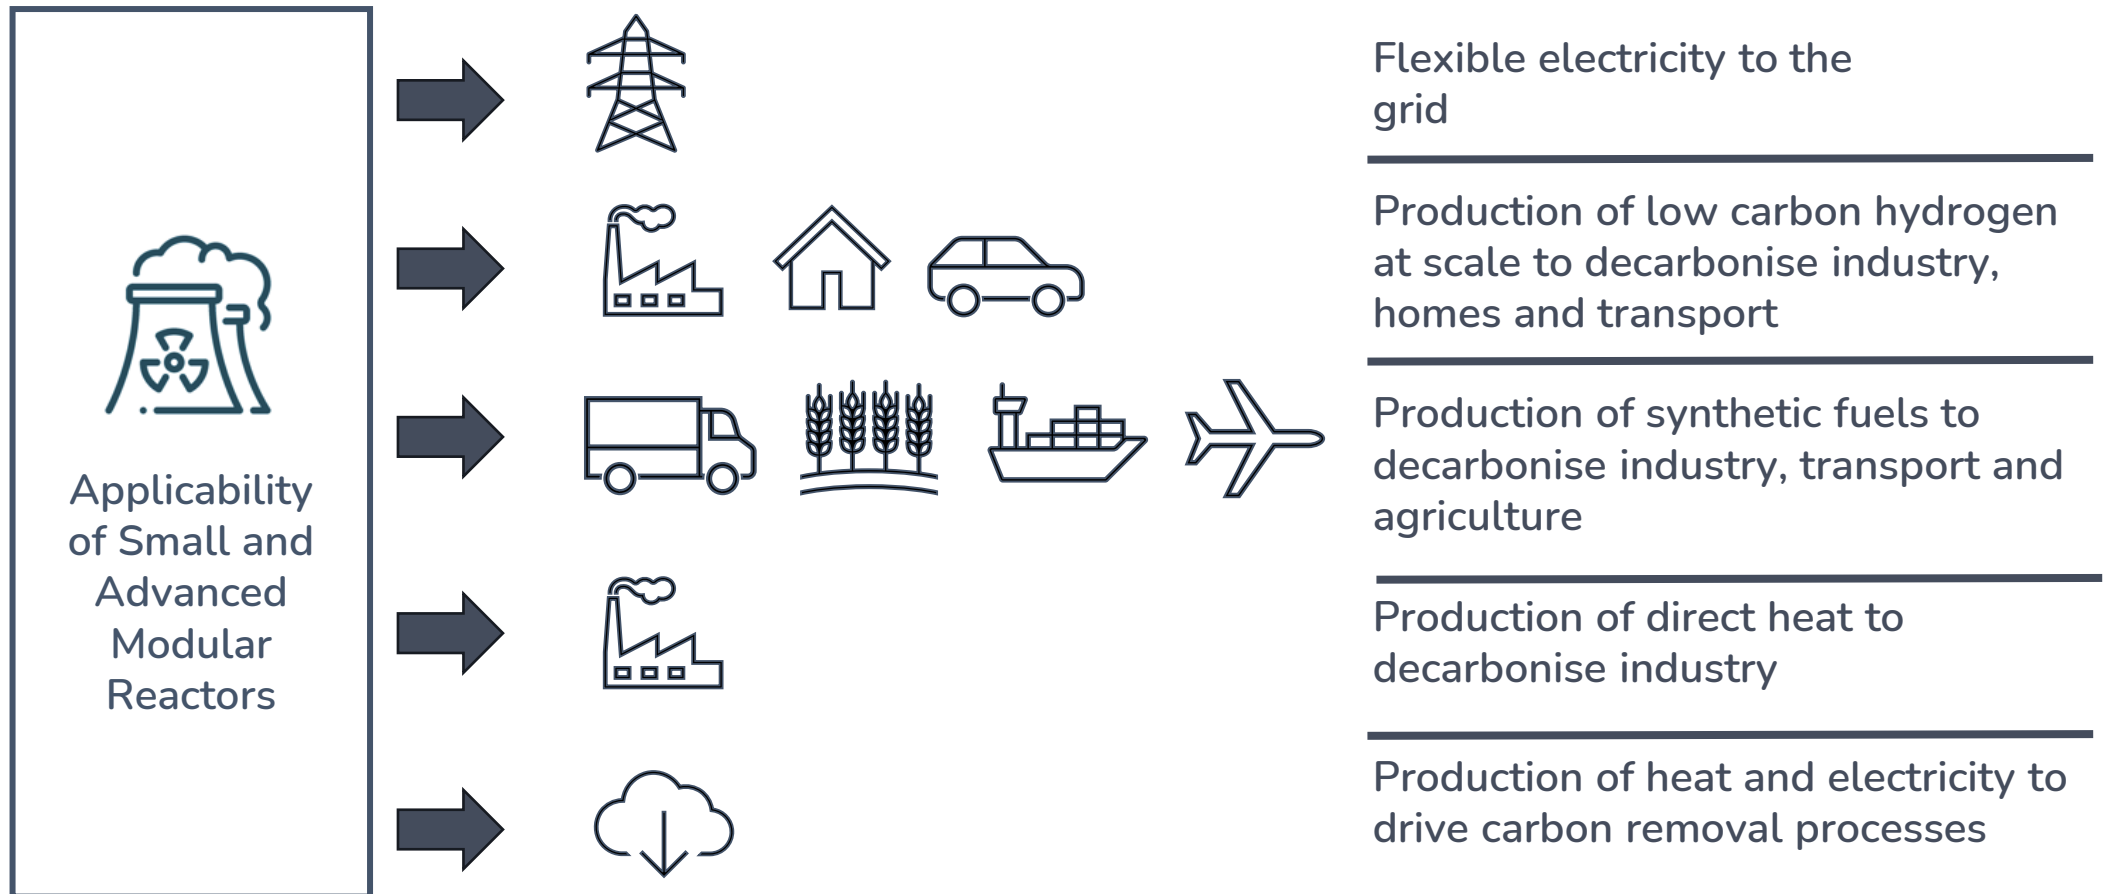 Applicability
of Small and
Advanced
Modular
Reactors
Flexible electricity to the
grid
Production of low carbon hydrogen
at scale to decarbonise industry,
homes and transport
Production of synthetic fuels to
decarbonise industry, transport and
agriculture
Production of direct heat to
decarbonise industry
Production of heat and electricity to
drive carbon removal processes